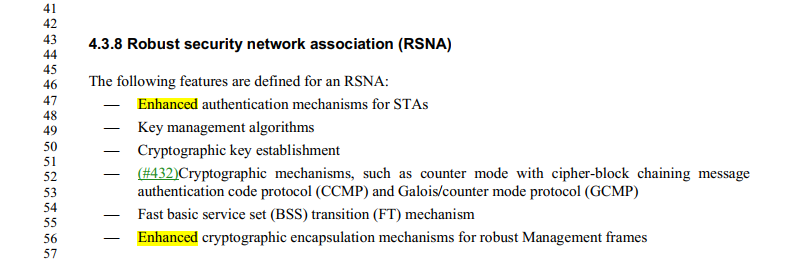 41
42
43 4.3.8 Robust security network association (RSNA)
44
45
46 The following features are defined for an RSNA:
47 — Enhanced authentication mechanisms for STAs
48
49 — Key management algorithms
50 — Cryptographic key establishment
51
52 — (#432)Cryptographic mechanisms, such as counter mode with cipher-block chaining message
53 authentication code protocol (CCMP) and Galois/counter mode protocol (GCMP)
54
55 — Fast basic service set (BSS) transition (FT) mechanism
56 — Enhanced cryptographic encapsulation mechanisms for robust Management frames
57